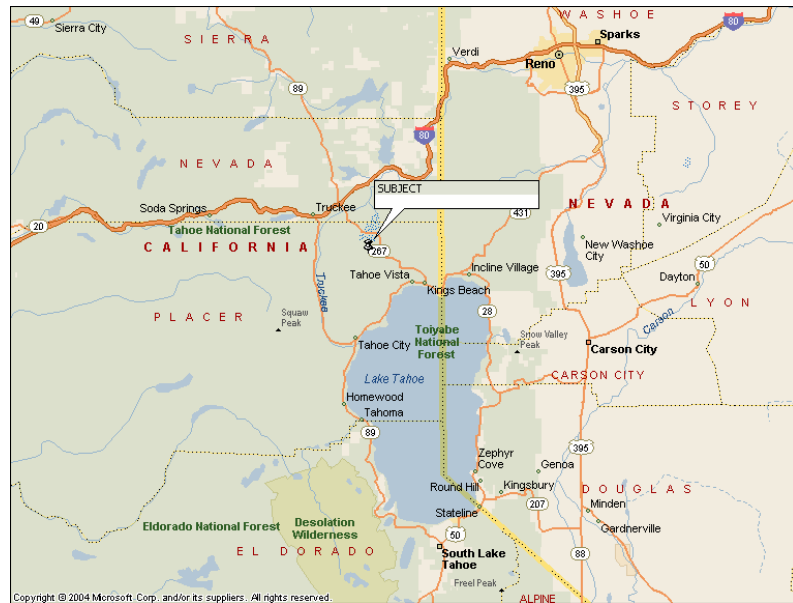 WASHOE
49
Sierra City
80
Sparks
SIERRA
Verdi
Reno
89
395
STOREY
80
NEVADA
SUBJECT
NEVADA
Soda Springs
Truckee
431
20
Tahoe National Forest
Virginia City
CALIFORNIA
267
New Washoe
City
395
50
Tahoe Vista
Incline Village
Dayton
Truckee
Kings Beach
LYON
PLACER
Squaw
Peak
28
Carson
Toiyabe
National
Forest
Snow Valley
Peak
Tahoe City
Carson City
Lake Tahoe
CARSON CITY
Homewood
Tahoma
89
395
Zephyr
Cove
Genoa
Round Hill
Kingsbury
DOUGLAS
207
Minden
Stateline
Eldorado National Forest
Desolation
Wilderness
Gardnerville
50
EL DORADO
South Lake
Tahoe
88
Freel Peak
ALPINE
Copyright © 2004 Microsoft Corp. and/or its suppliers. All rights reserved.